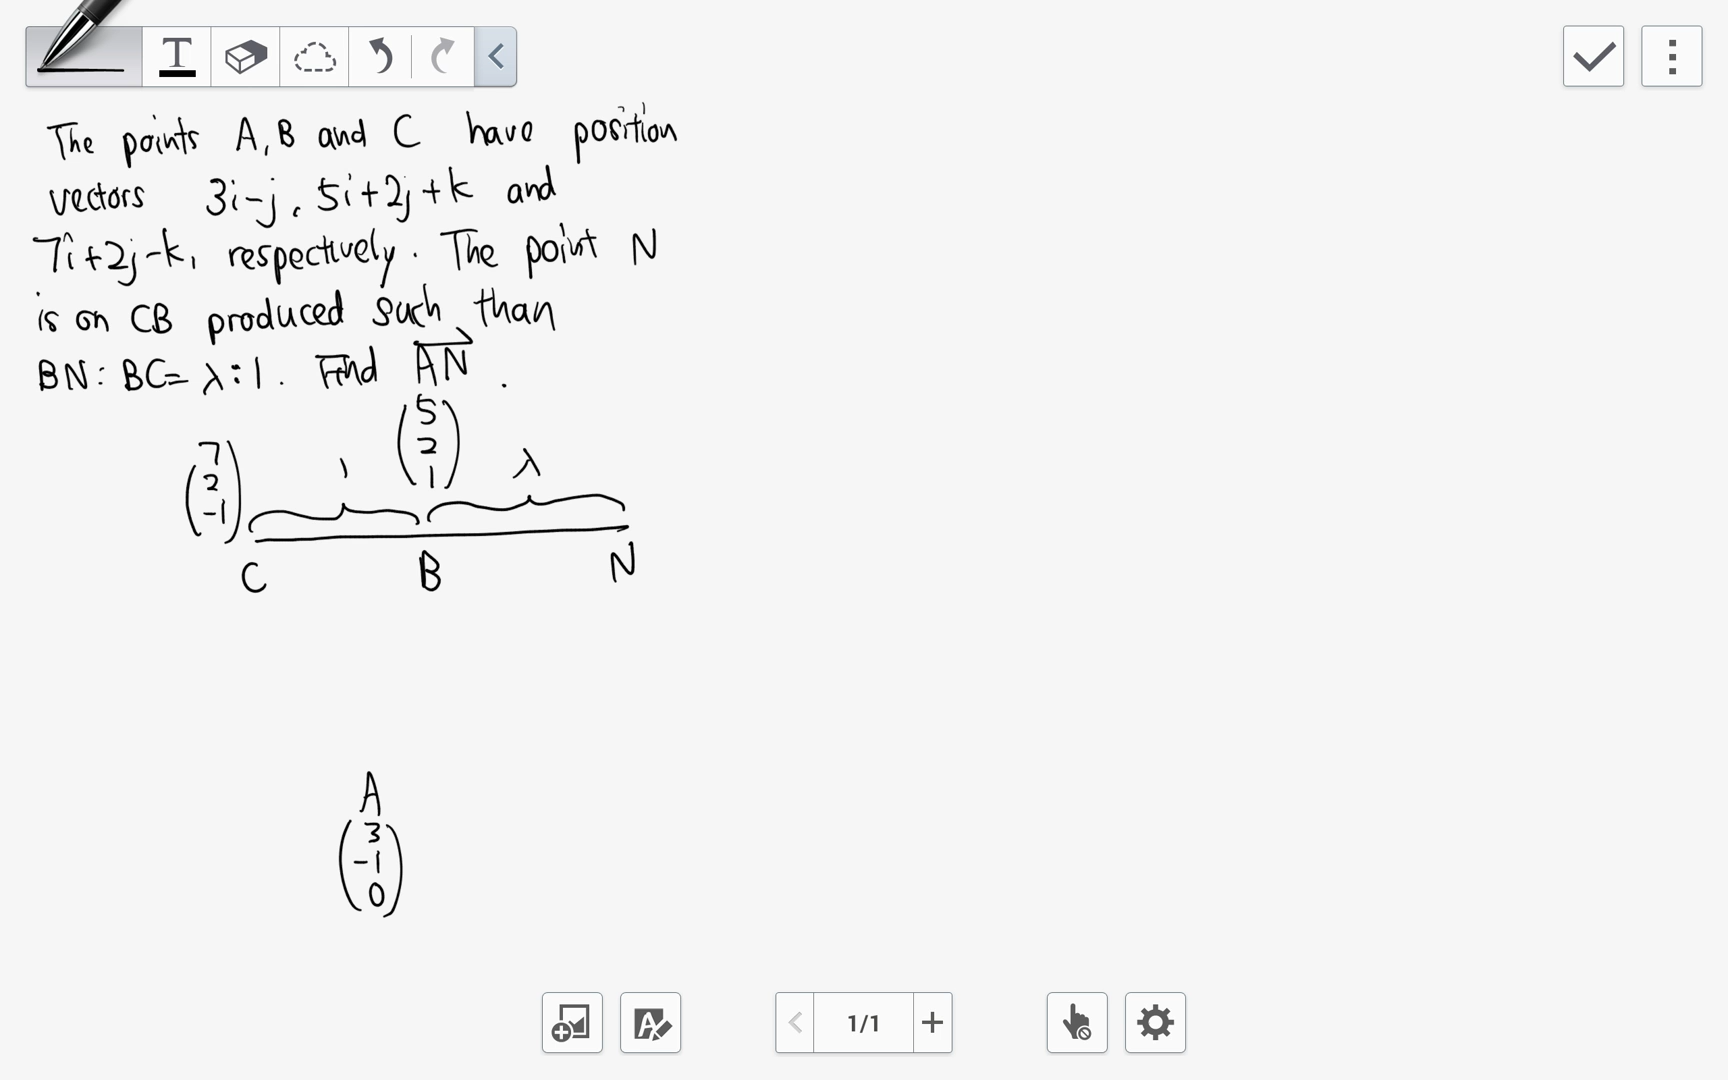 T
The points A, B and C have position
vectors 3i-j, 5i+2j+k and
7i+2j-k, respectively. The point N
is on CB produced such than
BN:BC=λ:1. Find AN.
5
2
1
7
2
-1
1
λ
C
B
N
A
3
-1
0
A
1/1